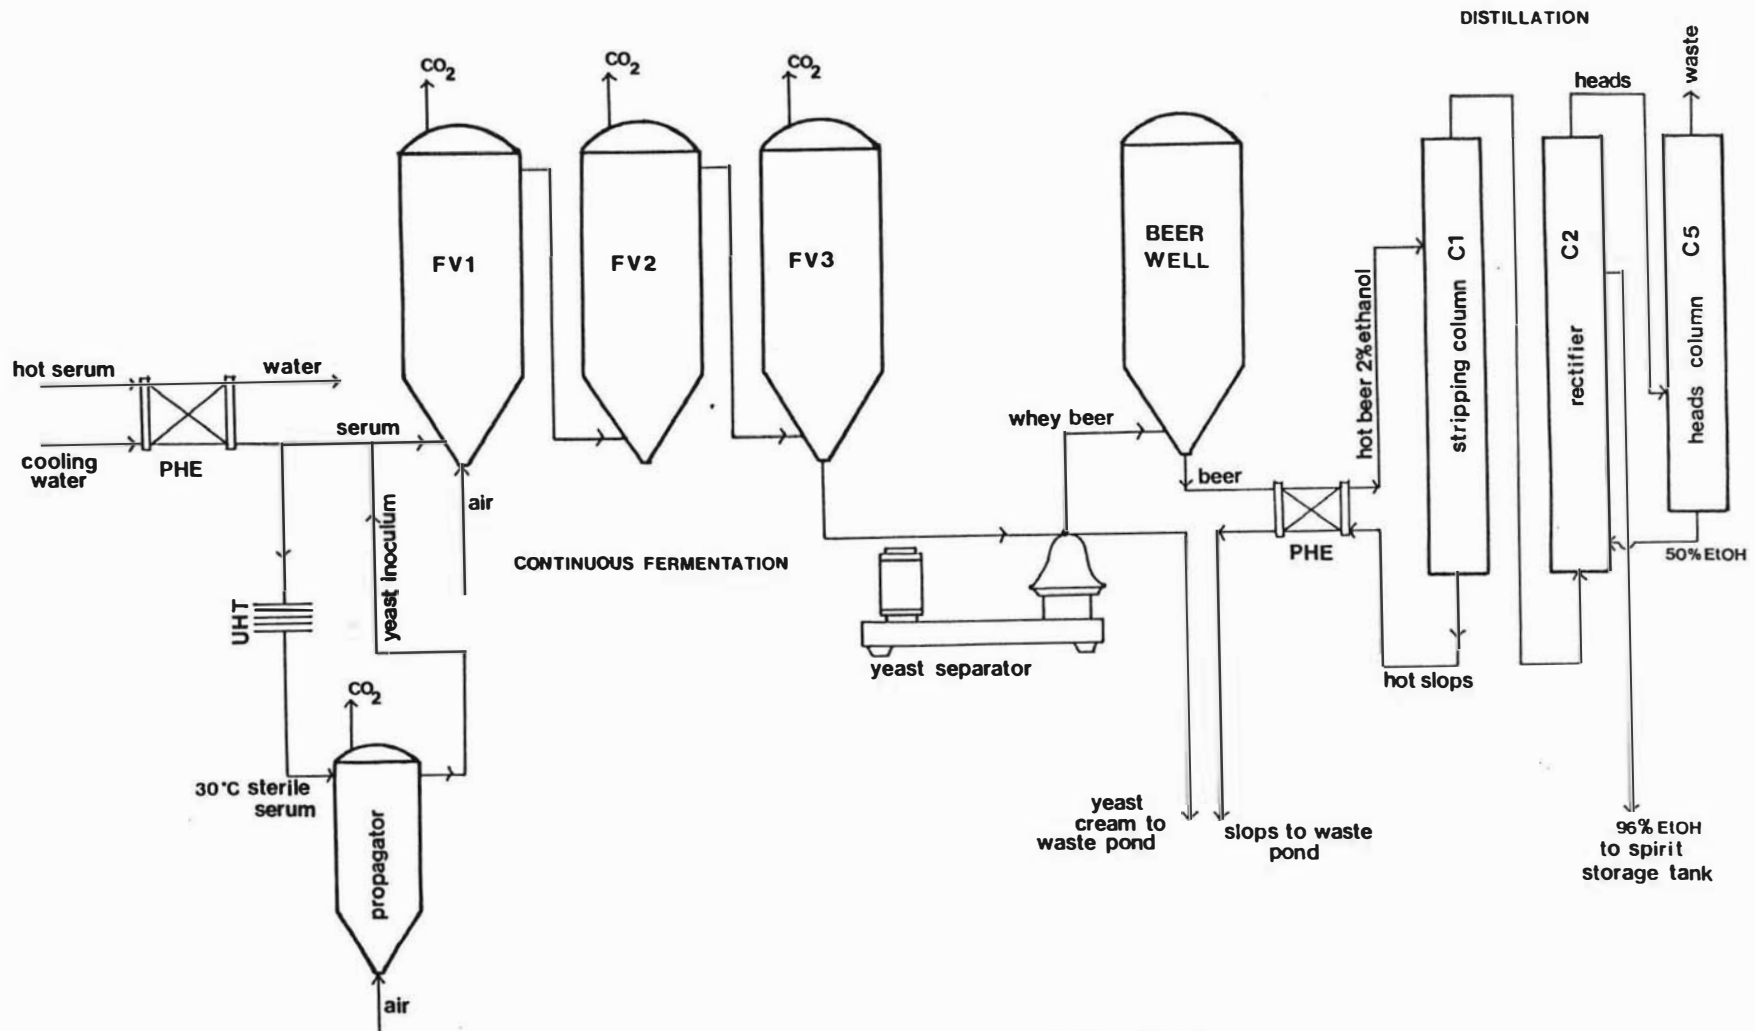 DISTILLATION
CO2
CO2
CO2
heads
waste
FV1
FV2
FV3
BEER
WELL
stripping column C1
rectifier C2
heads column C5
hot serum
water
cooling
water
PHE
serum
air
yeast inoculum
UHT
CONTINUOUS FERMENTATION
whey beer
beer
hot beer 2% ethanol
PHE
50% EtOH
hot slops
yeast separator
CO2
30°C sterile
serum
propagator
air
yeast
cream to
waste pond
slops to waste
pond
96% EtOH
to spirit
storage tank